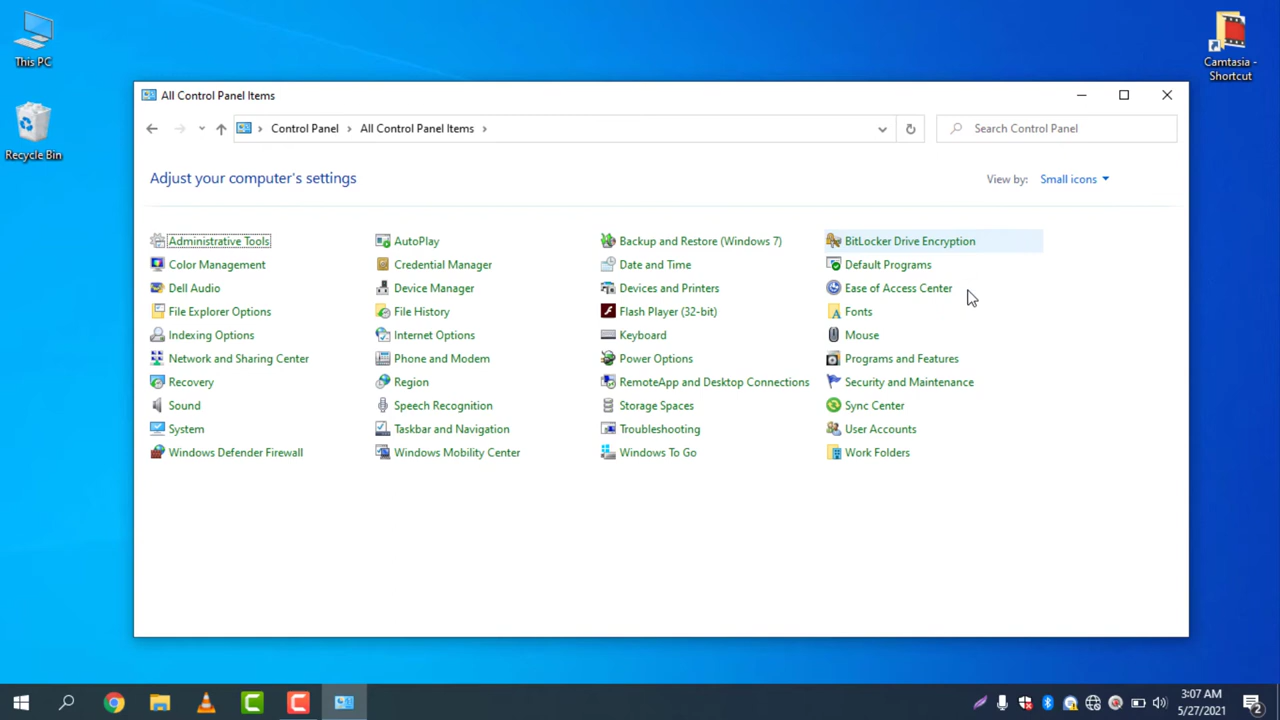 This PC
Recycle Bin
Camtasia -
Shortcut
All Control Panel Items
Control Panel > All Control Panel Items >
Search Control Panel
Adjust your computer's settings
View by: Small icons
Administrative Tools
AutoPlay
Backup and Restore (Windows 7)
BitLocker Drive Encryption
Color Management
Credential Manager
Date and Time
Default Programs
Dell Audio
Device Manager
Devices and Printers
Ease of Access Center
File Explorer Options
File History
Flash Player (32-bit)
Fonts
Indexing Options
Internet Options
Keyboard
Mouse
Network and Sharing Center
Phone and Modem
Power Options
Programs and Features
Recovery
Region
RemoteApp and Desktop Connections
Security and Maintenance
Sound
Speech Recognition
Storage Spaces
Sync Center
System
Taskbar and Navigation
Troubleshooting
User Accounts
Windows Defender Firewall
Windows Mobility Center
Windows To Go
Work Folders
3:07 AM
5/27/2021
2